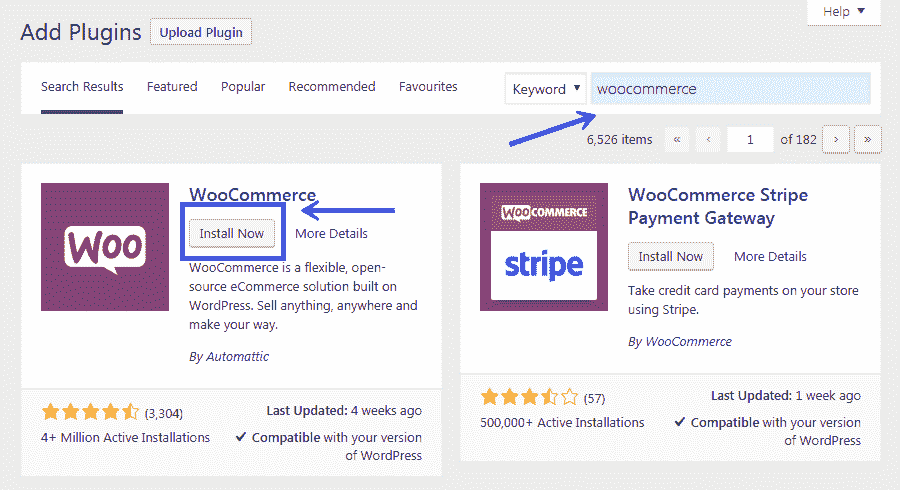 Help
Add Plugins Upload Plugin
Search Results Featured Popular Recommended Favourites Keyword woocommerce
6,526 items « ‹ 1 of 182 › »
WOO
WooCommerce
Install Now More Details
WooCommerce is a flexible, open-
source eCommerce solution built on
WordPress. Sell anything, anywhere and
make your way.
By Automattic
(3,304)
Last Updated: 4 weeks ago
4+ Million Active Installations
Compatible with your version
of WordPress
WOO COMMERCE
stripe
WooCommerce Stripe
Payment Gateway
Install Now More Details
Take credit card payments on your store
using Stripe.
By WooCommerce
(57)
Last Updated: 1 week ago
500,000+ Active Installations
Compatible with your version
of WordPress